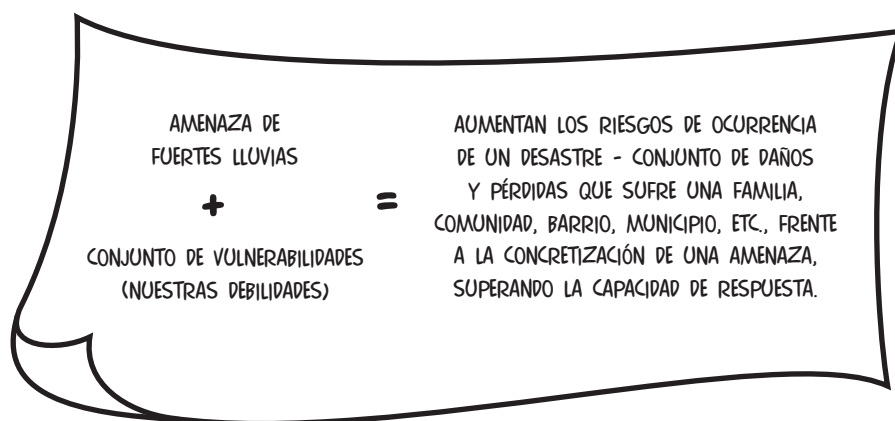 AMENAZA DE
FUERTES LLUVIAS
+
CONJUNTO DE VULNERABILIDADES
(NUESTRAS DEBILIDADES)
=
AUMENTAN LOS RIESGOS DE OCURRENCIA
DE UN DESASTRE - CONJUNTO DE DAÑOS
Y PÉRDIDAS QUE SUFRE UNA FAMILIA,
COMUNIDAD, BARRIO, MUNICIPIO, ETC., FRENTE
A LA CONCRETIZACIÓN DE UNA AMENAZA,
SUPERANDO LA CAPACIDAD DE RESPUESTA.